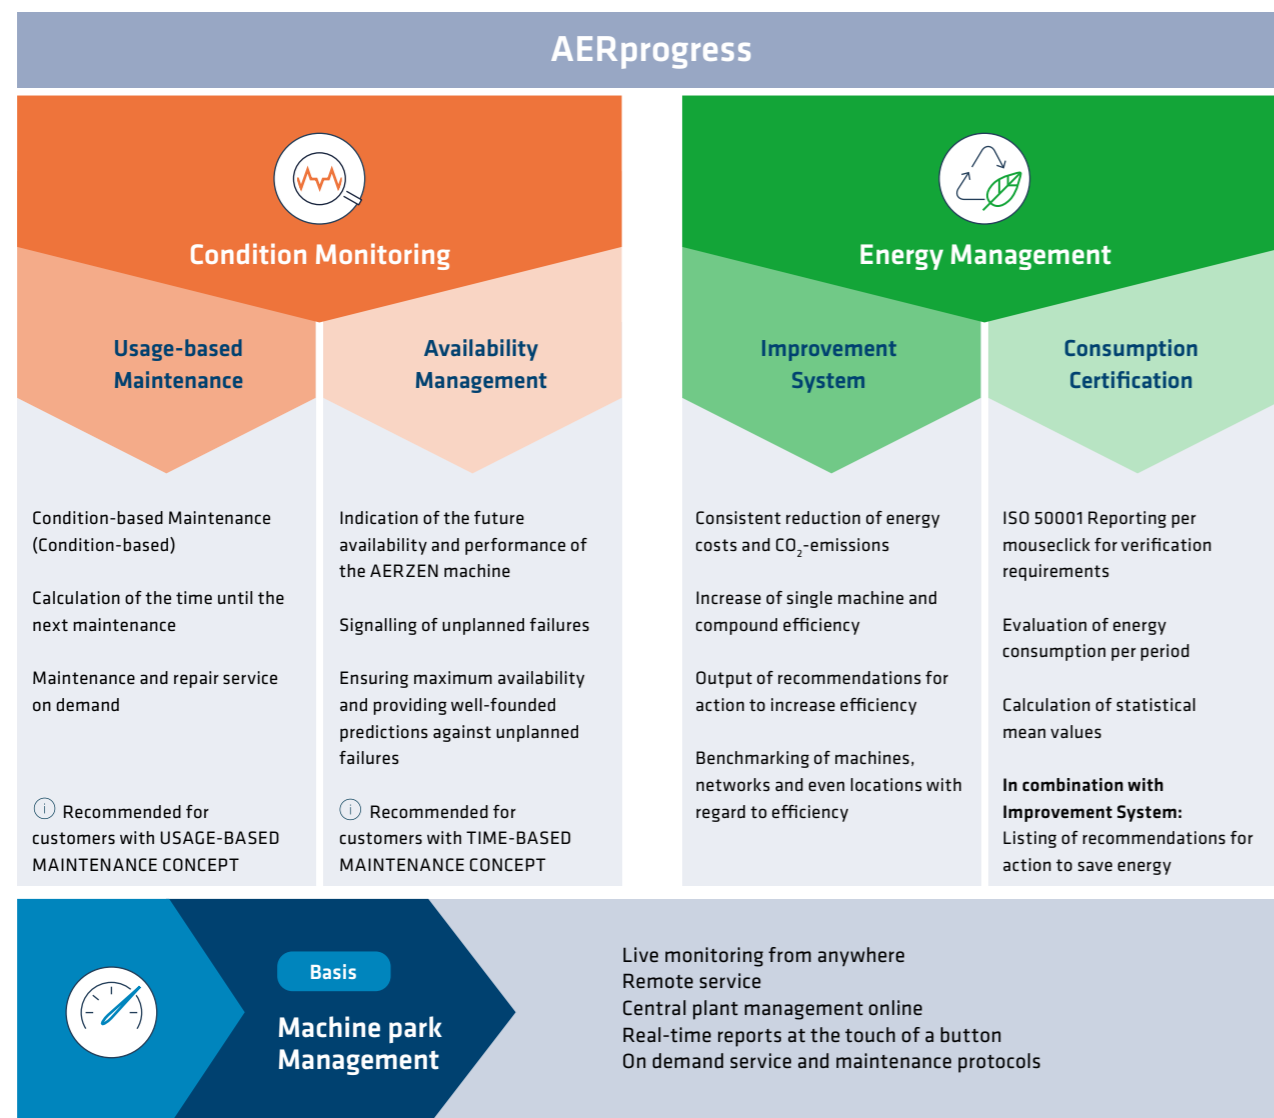 AERprogress
Condition Monitoring
Usage-based
Maintenance
Condition-based Maintenance
(Condition-based)
Calculation of the time until the
next maintenance
Maintenance and repair service
on demand
i Recommended for
customers with USAGE-BASED
MAINTENANCE CONCEPT
Availability
Management
Indication of the future
availability and performance of
the AERZEN machine
Signalling of unplanned failures
Ensuring maximum availability
and providing well-founded
predictions against unplanned
failures
i Recommended for
customers with TIME-BASED
MAINTENANCE CONCEPT
Energy Management
Improvement
System
Consistent reduction of energy
costs and CO₂-emissions
Increase of single machine and
compound efficiency
Output of recommendations for
action to increase efficiency
Benchmarking of machines,
networks and even locations with
regard to efficiency
Consumption
Certification
ISO 50001 Reporting per
mouseclick for verification
requirements
Evaluation of energy
consumption per period
Calculation of statistical
mean values
In combination with
Improvement System:
Listing of recommendations for
action to save energy
Basis
Machine park
Management
Live monitoring from anywhere
Remote service
Central plant management online
Real-time reports at the touch of a button
On demand service and maintenance protocols